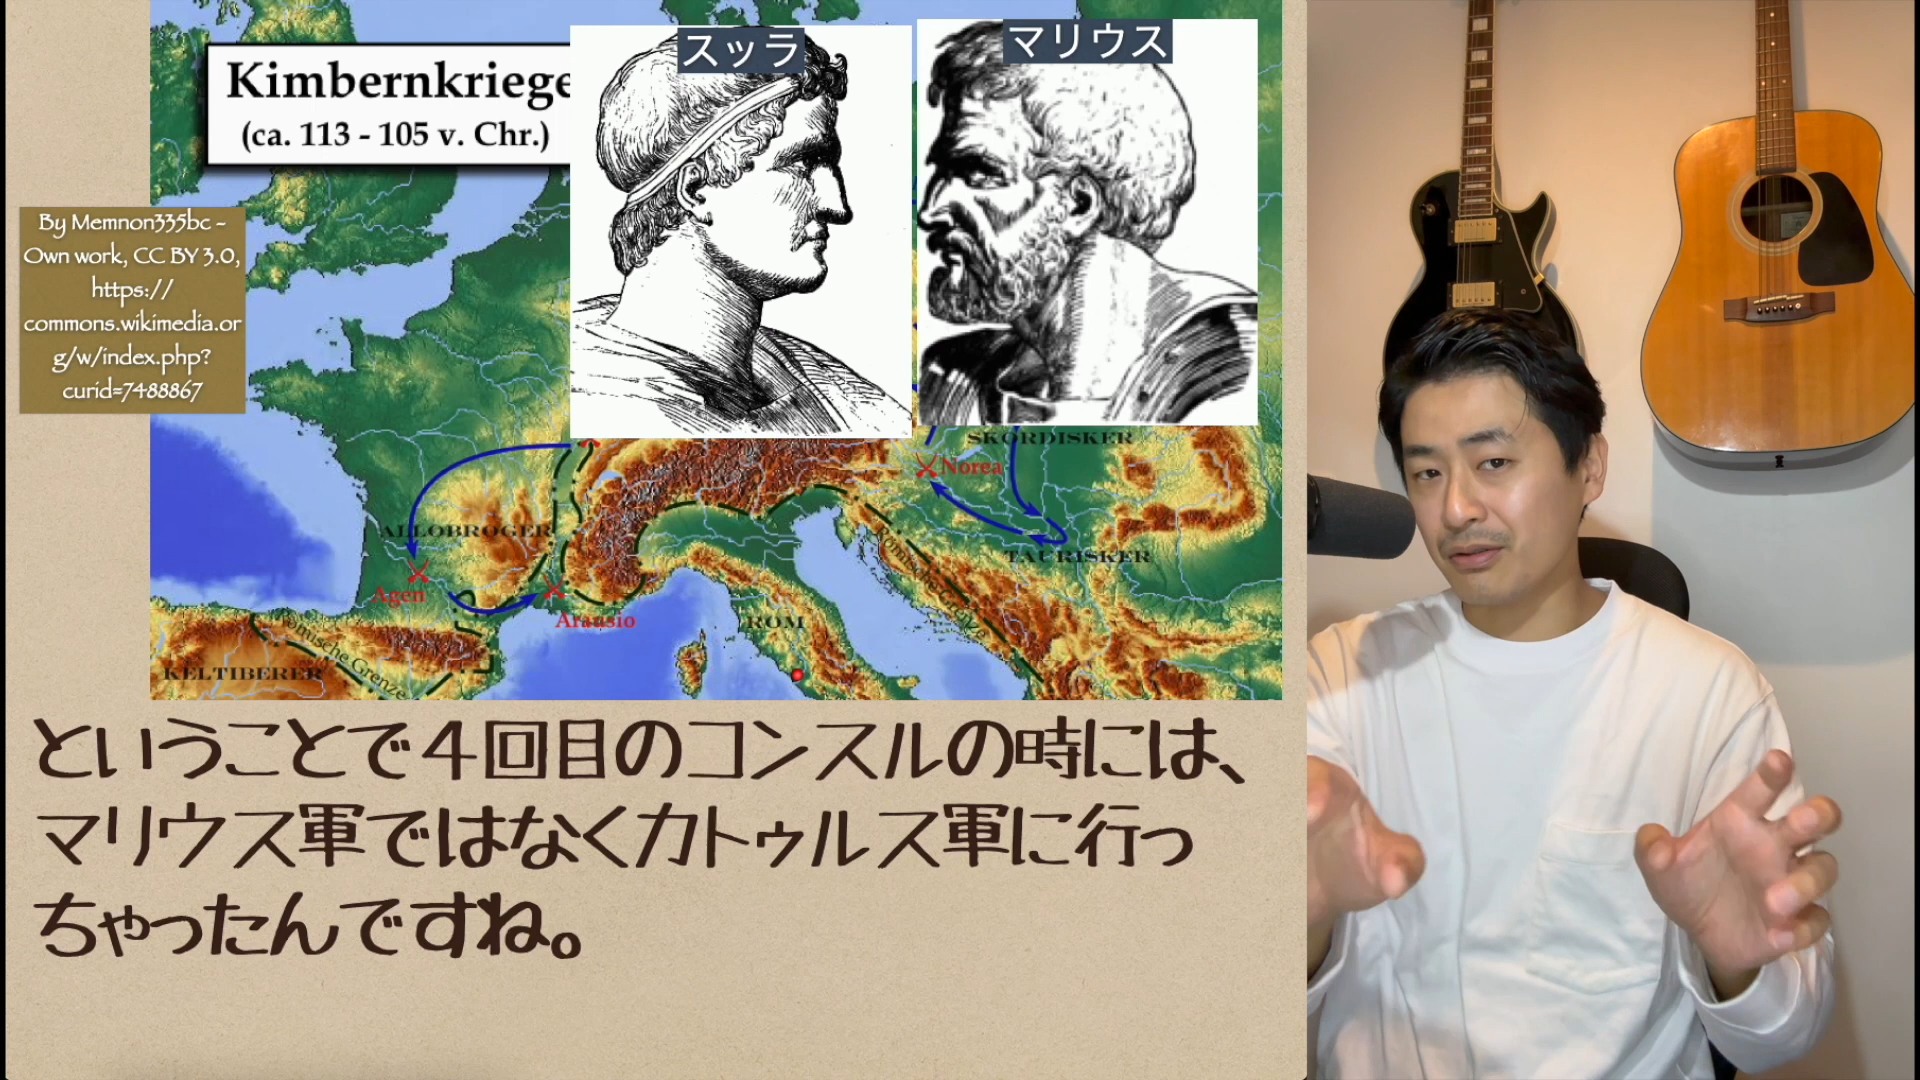 Kimbernkriege
(ca. 113 - 105 v. Chr.)
スッラ
マリウス
By Memnon335bc -
Own work, CC BY 3.0,
https://
commons.wikimedia.or
g/w/index.php?
curid=7488867
SKORDISKER
Norea
ALLOBROGER
TAURISKER
Agen
Arausio
ROM
Römische Grenze
Römische Grenze
KELTIBERER
ということで４回目のコンスルの時には、
マリウス軍ではなくカトゥルス軍に行っ
ちゃったんですね。